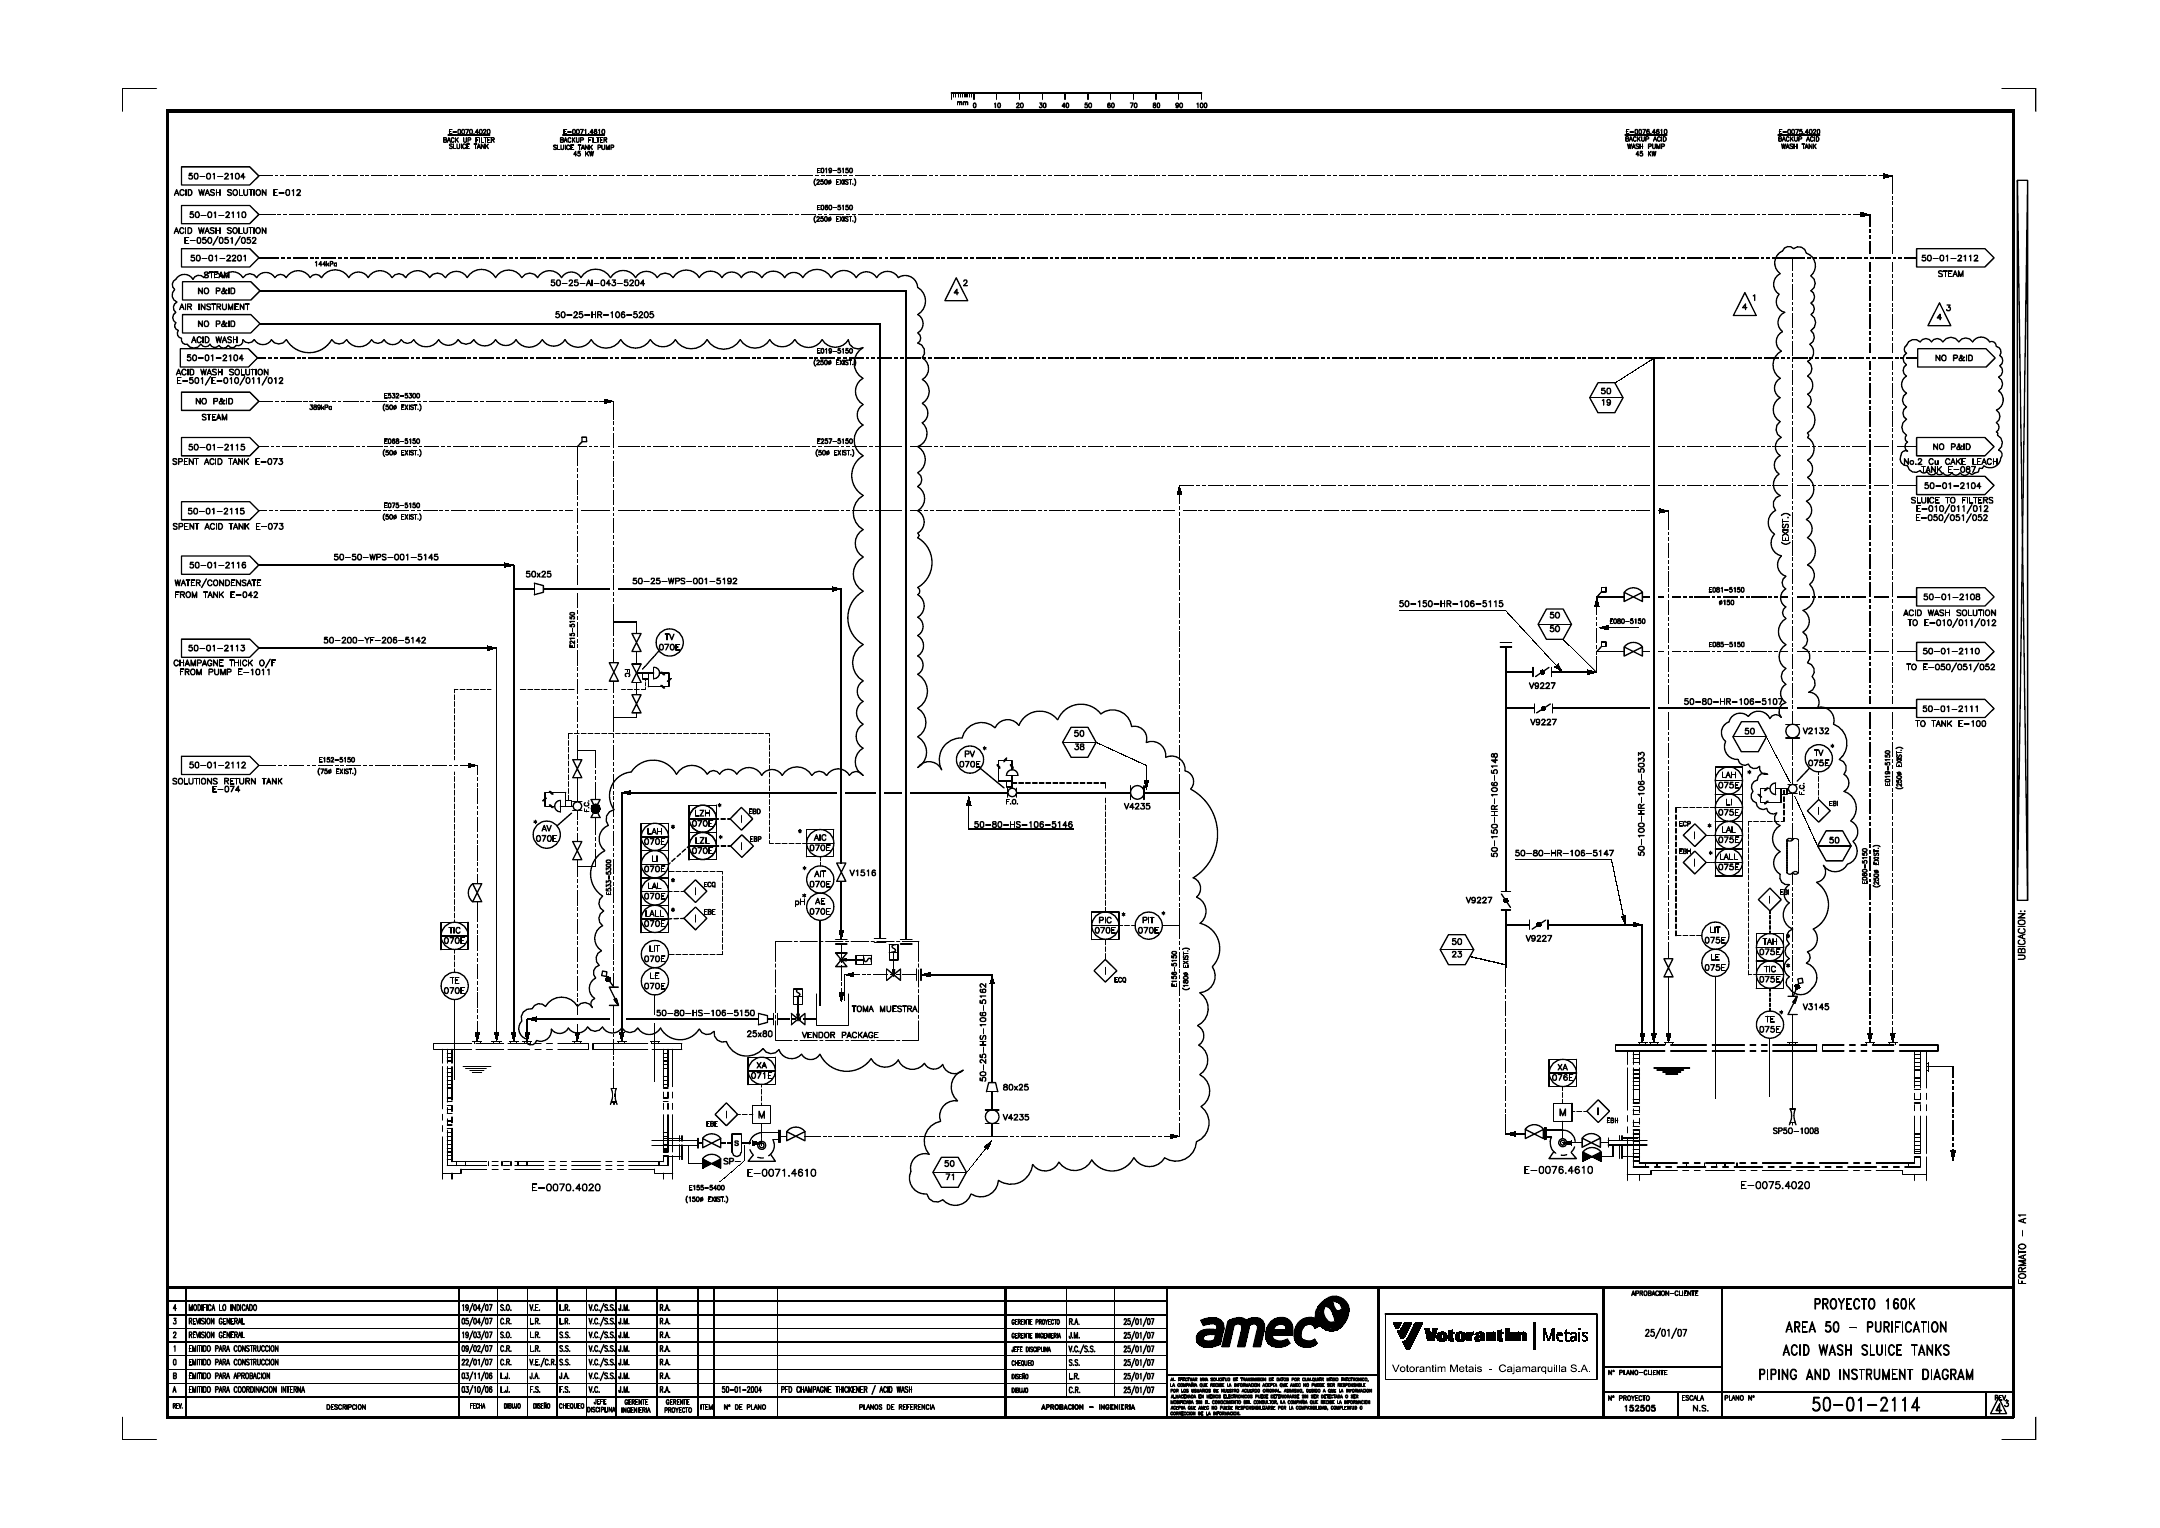 mm 0 10 20 30 40 50 60 70 80 90 100
E-0070.4020
BACK UP FILTER
SLUICE TANK
E-0071.4610
BACKUP FILTER
SLUICE TANK PUMP
45 KW
E-0076.4610
BACKUP ACID
WASH PUMP
45 KW
E-0075.4020
BACKUP ACID
WASH TANK
50-01-2104
ACID WASH SOLUTION E-012
E019-5150
(250ø EXIST.)
50-01-2110
ACID WASH SOLUTION
E-050/051/052
E080-5150
(250ø EXIST.)
50-01-2201
STEAM
144kPa
50-01-2112
STEAM
NO P&ID
AIR INSTRUMENT
50-25-AI-043-5204
NO P&ID
ACID WASH
50-25-HR-106-5205
4 2
4 1
4 3
50-01-2104
ACID WASH SOLUTION
E-501/E-010/011/012
E019-5150
(250ø EXIST.)
NO P&ID
50
19
NO P&ID
STEAM
389kPa
E532-5300
(50ø EXIST.)
50-01-2115
SPENT ACID TANK E-073
E068-5150
(50ø EXIST.)
E257-5150
(50ø EXIST.)
NO P&ID
No.2 Cu CAKE LEACH
TANK E-087
50-01-2104
SLUICE TO FILTERS
E-010/011/012
E-050/051/052
50-01-2115
SPENT ACID TANK E-073
E075-5150
(50ø EXIST.)
(EXIST.)
50-01-2116
WATER/CONDENSATE
FROM TANK E-042
50-50-WPS-001-5145
50x25
50-25-WPS-001-5192
50-150-HR-106-5115
50
50
E081-5150
ø150
50-01-2108
ACID WASH SOLUTION
TO E-010/011/012
E080-5150
E215-5150
50-01-2113
CHAMPAGNE THICK O/F
FROM PUMP E-1011
50-200-YF-206-5142
TV
070E
F.C.
E085-5150
50-01-2110
TO E-050/051/052
V9227
50-80-HR-106-5107
V9227
50-01-2111
TO TANK E-100
50-01-2112
SOLUTIONS RETURN TANK
E-074
E152-5150
(75ø EXIST.)
PV
070E
*
F.O.
50
38
V4235
50-80-HS-106-5146
50
V2132
TV
075E
*
F.C.
EBI
50
AV
070E
*
F.C.
E533-5300
LAH
070E
*
LI
070E
LAL
070E
*
LALL
070E
*
LZH
070E
*
LZL
070E
*
I EBD
I EBP
I ECQ
I EBE
LIT
070E
LE
070E
AIC
070E
*
AIT
070E
*
pH
AE
070E
*
V1516
TIC
070E
TE
070E
PIC
070E
*
PIT
070E
*
I ECQ
E156-5150
(180ø EXIST.)
50-150-HR-106-5148
50-100-HR-106-5033
50-80-HR-106-5147
V9227
V9227
50
23
LAH
075E
*
LI
075E
LAL
075E
*
LALL
075E
*
ECP I
EBH I
LIT
075E
LE
075E
I EBI
TAH
075E
*
TIC
075E
*
TE
075E
*
V3145
E019-5150
(250ø EXIST.)
E080-5150
(250ø EXIST.)
S
S
S
TOMA MUESTRA
VENDOR PACKAGE
50-80-HS-106-5150
25x80
50-25-HS-106-5162
80x25
V4235
50
71
XA
071E
M
I
EBE
S
SP
E-0071.4610
E155-5400
(150ø EXIST.)
E-0070.4020
XA
076E
M
I
EBH
E-0076.4610
SP50-1008
E-0075.4020
UBICACION:
FORMATO - A1
4 MODIFICA LO INDICADO 19/04/07 S.O. V.E. L.R. V.C./S.S. J.M. R.A.
3 REVISION GENERAL 05/04/07 C.R. L.R. L.R. V.C./S.S. J.M. R.A.
2 REVISION GENERAL 19/03/07 S.O. L.R. S.S. V.C./S.S. J.M. R.A.
1 EMITIDO PARA CONSTRUCCION 09/02/07 C.R. L.R. S.S. V.C./S.S. J.M. R.A.
0 EMITIDO PARA CONSTRUCCION 22/01/07 C.R. V.E./C.R. S.S. V.C./S.S. J.M. R.A.
B EMITIDO PARA APROBACION 03/11/06 I.J. J.A. J.A. V.C./S.S. J.M. R.A.
A EMITIDO PARA COORDINACION INTERNA 03/10/06 I.J. F.S. F.S. V.C. J.M. R.A. 50-01-2004 PFD CHAMPAGNE THICKENER / ACID WASH
REV. DESCRIPCION FECHA DIBUJO DISEÑO CHEQUEO JEFE DISCIPLINA GERENTE INGENIERIA GERENTE PROYECTO ITEM N° DE PLANO PLANOS DE REFERENCIA
GERENTE PROYECTO R.A. 25/01/07
GERENTE INGENIERIA J.M. 25/01/07
JEFE DISCIPLINA V.C./S.S. 25/01/07
CHEQUEO S.S. 25/01/07
DISEÑO L.R. 25/01/07
DIBUJO C.R. 25/01/07
APROBACION - INGENIERIA
amec
Votorantim | Metais
Votorantim Metais - Cajamarquilla S.A.
APROBACION-CLIENTE
25/01/07
N° PLANO-CLIENTE
N° PROYECTO
152505
ESCALA
N.S.
PROYECTO 160K
AREA 50 - PURIFICATION
ACID WASH SLUICE TANKS
PIPING AND INSTRUMENT DIAGRAM
PLANO N°
50-01-2114
REV.
4 3